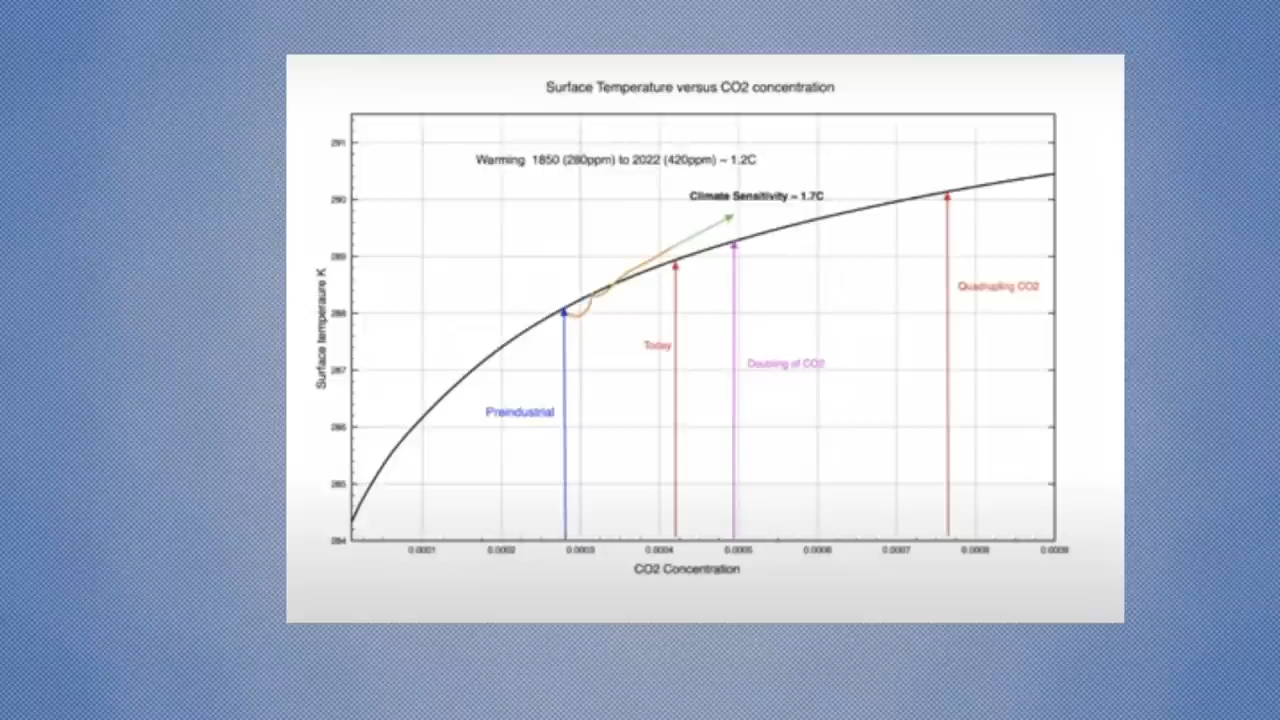 Surface Temperature versus CO2 concentration
Warming 1850 (280ppm) to 2022 (420ppm) ~ 1.2C
Climate Sensitivity ~ 1.7C
291
290
289
288
287
286
285
284
Surface temperaure K
Quadrupling CO2
Today
Doubling of CO2
Preindustrial
0.0001 0.0002 0.0003 0.0004 0.0005 0.0006 0.0007 0.0008 0.0009
CO2 Concentration